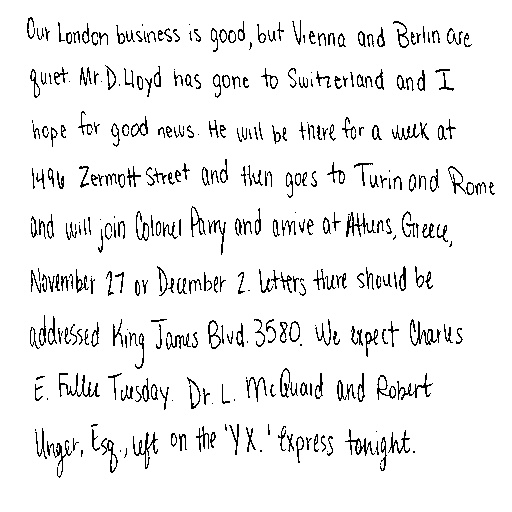 Our London business is good, but Vienna and Berlin are
quiet. Mr. D. Lloyd has gone to Switzerland and I
hope for good news. He will be there for a week at
1496 Zermott Street and then goes to Turin and Rome
and will join Colonel Parry and arrive at Athens, Greece,
November 27 or December 2. Letters there should be
addressed King James Blvd. 3580. We expect Charles
E. Fuller Tuesday. Dr. L. McQuaid and Robert
Unger, Esq., left on the 'Y X.' Express tonight.